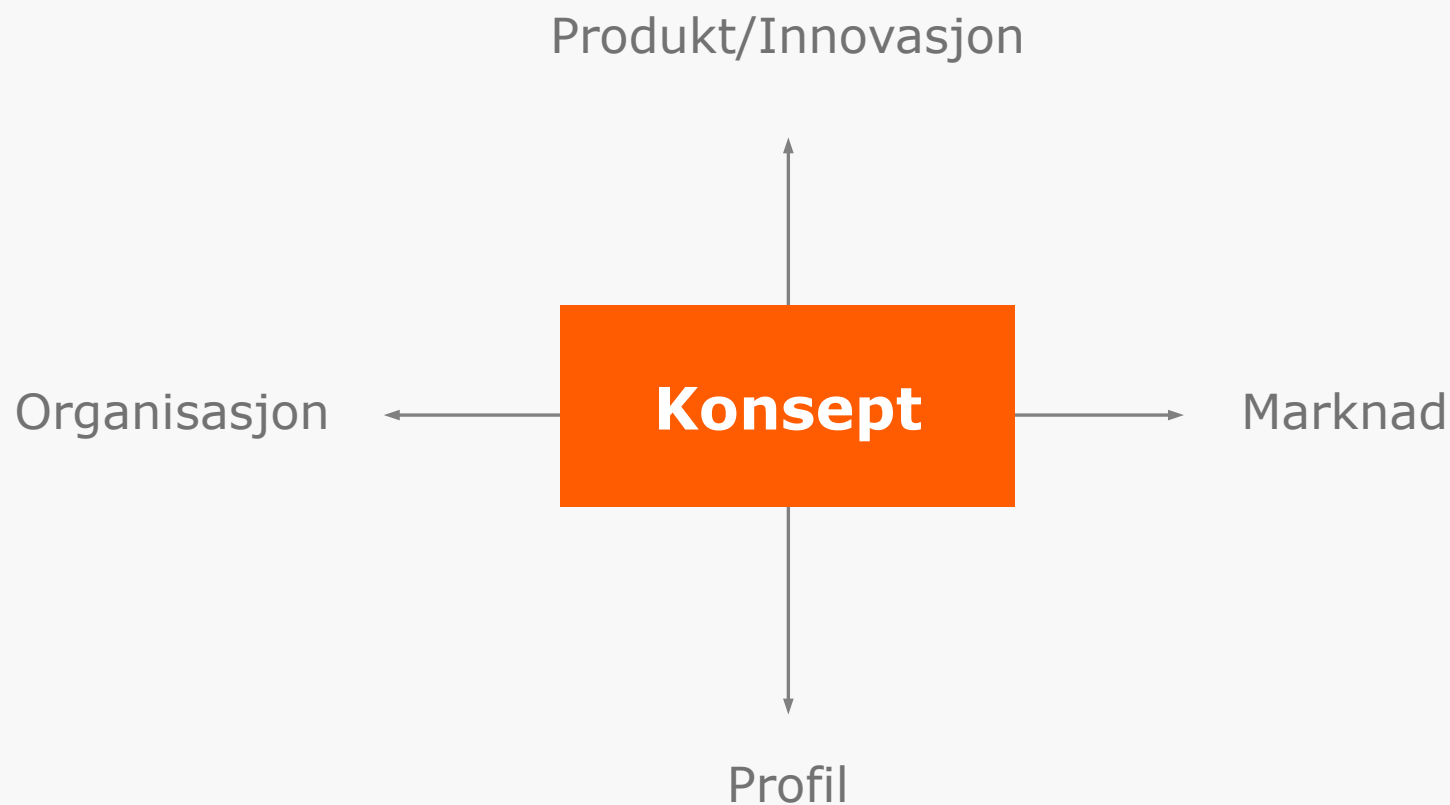 Produkt/Innovasjon
Organisasjon
Konsept
Marknad
Profil